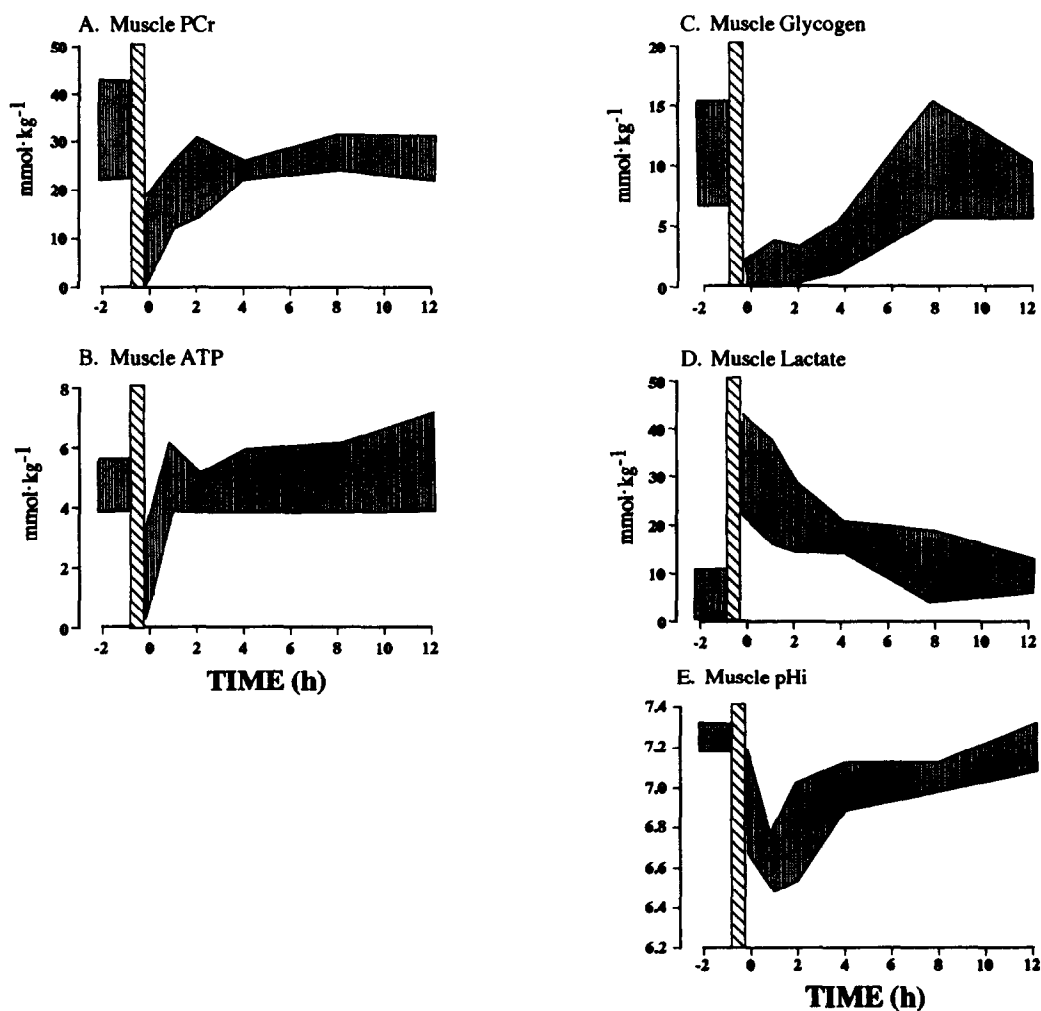 A. Muscle PCr
50
40
30
20
10
0
mmol·kg-1
-2 0 2 4 6 8 10 12
B. Muscle ATP
8
6
4
2
0
mmol·kg-1
-2 0 2 4 6 8 10 12
TIME (h)
C. Muscle Glycogen
20
15
10
5
0
mmol·kg-1
-2 0 2 4 6 8 10 12
D. Muscle Lactate
50
40
30
20
10
0
mmol·kg-1
-2 0 2 4 6 8 10 12
E. Muscle pHi
7.4
7.2
7.0
6.8
6.6
6.4
6.2
-2 0 2 4 6 8 10 12
TIME (h)